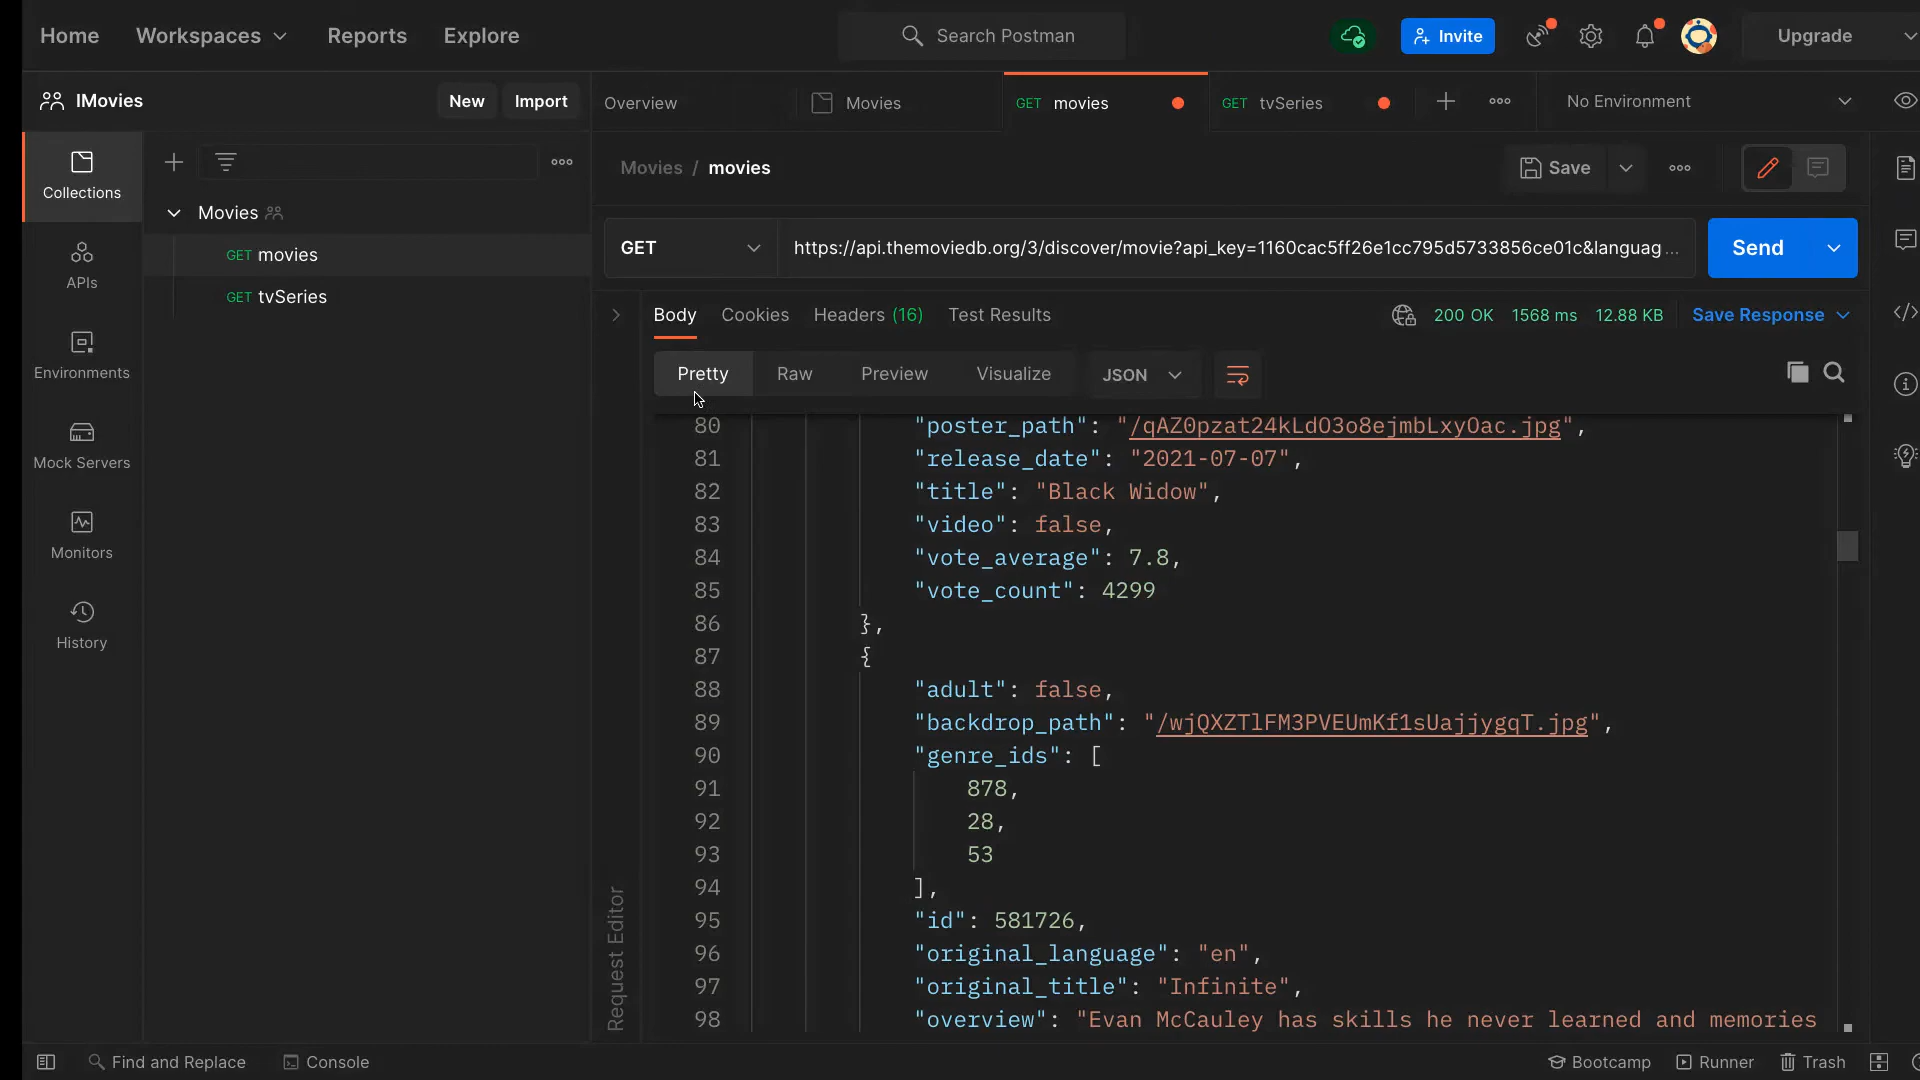 Home Workspaces Reports Explore Search Postman Invite Upgrade
IMovies New Import Overview Movies GET movies GET tvSeries No Environment
Collections
APIs
Environments
Mock Servers
Monitors
History
Movies
GET movies
GET tvSeries
Movies / movies Save
GET https://api.themoviedb.org/3/discover/movie?api_key=1160cac5ff26e1cc795d5733856ce01c&languag... Send
Body Cookies Headers (16) Test Results 200 OK 1568 ms 12.88 KB Save Response
Pretty Raw Preview Visualize JSON
80 "poster_path": "/qAZ0pzat24kLdO3o8ejmbLxyOac.jpg",
81 "release_date": "2021-07-07",
82 "title": "Black Widow",
83 "video": false,
84 "vote_average": 7.8,
85 "vote_count": 4299
86 },
87 {
88 "adult": false,
89 "backdrop_path": "/wjQXZTlFM3PVEUmKf1sUajjygqT.jpg",
90 "genre_ids": [
91 878,
92 28,
93 53
94 ],
95 "id": 581726,
96 "original_language": "en",
97 "original_title": "Infinite",
98 "overview": "Evan McCauley has skills he never learned and memories
Request Editor
Find and Replace Console Bootcamp Runner Trash